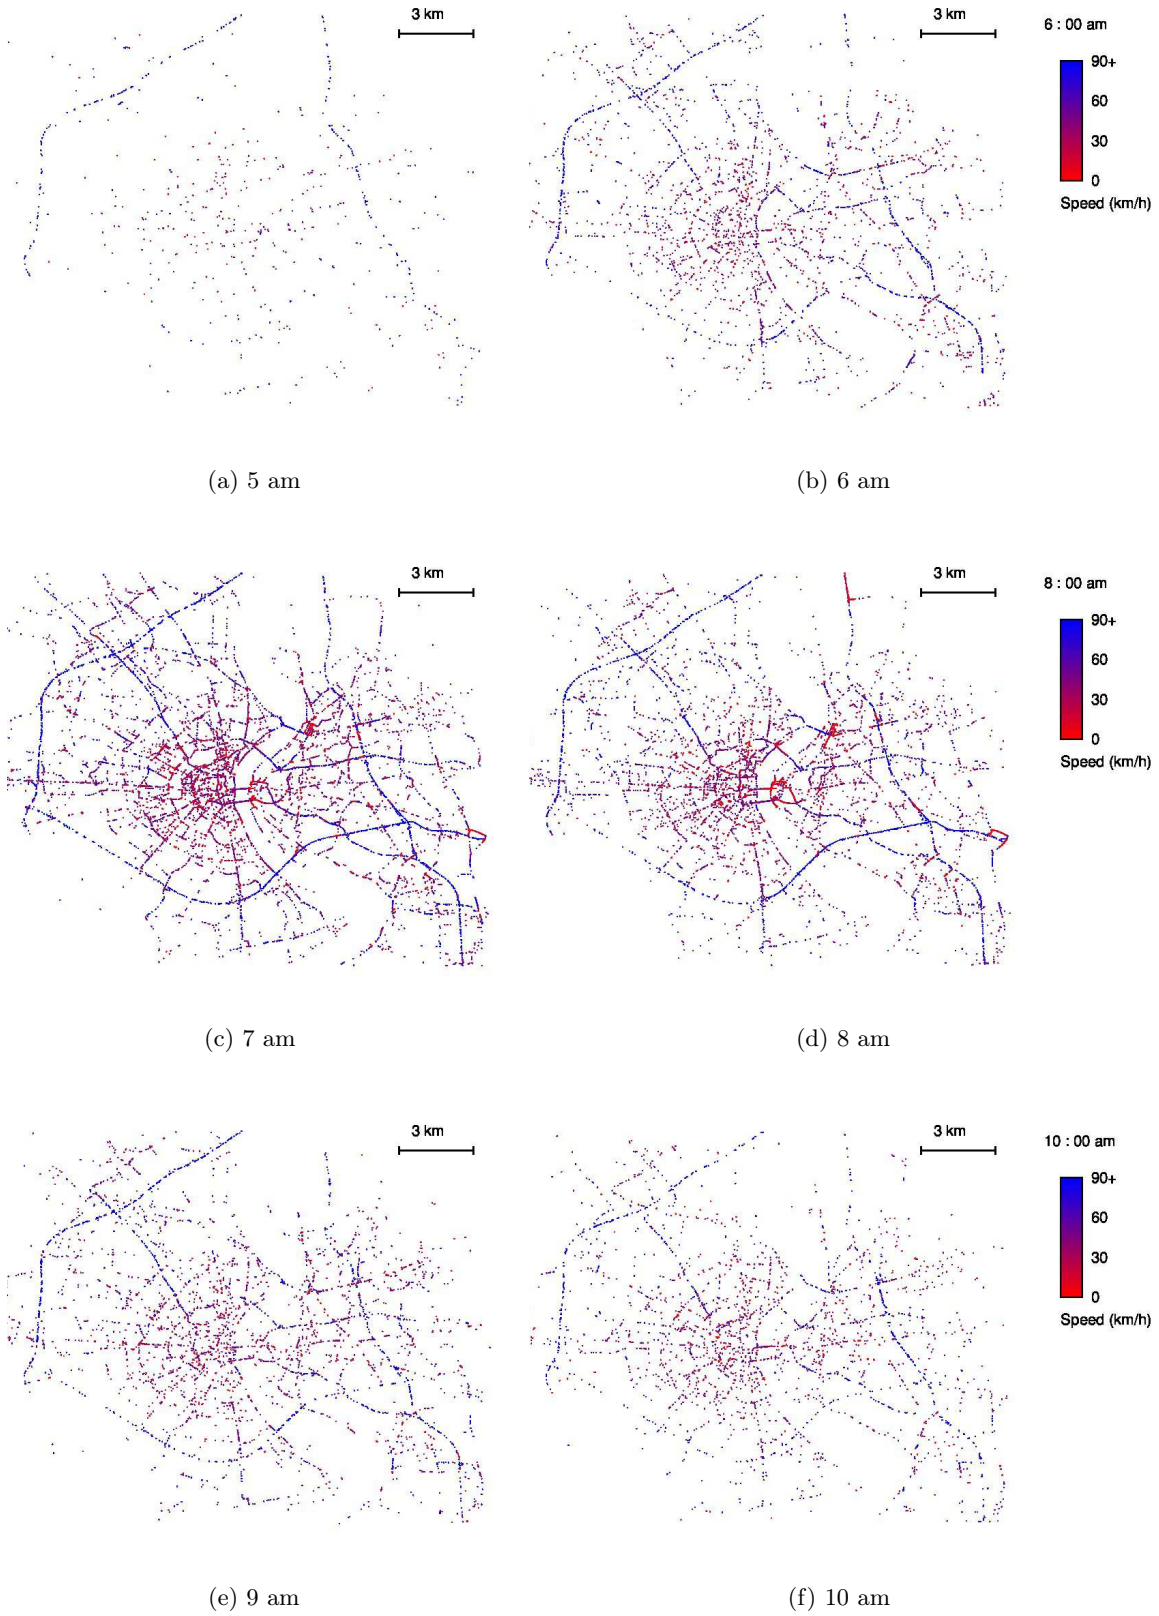 3 km
3 km
6 : 00 am
90+
60
30
0
Speed (km/h)
(a) 5 am
(b) 6 am
3 km
3 km
8 : 00 am
90+
60
30
0
Speed (km/h)
(c) 7 am
(d) 8 am
3 km
3 km
10 : 00 am
90+
60
30
0
Speed (km/h)
(e) 9 am
(f) 10 am